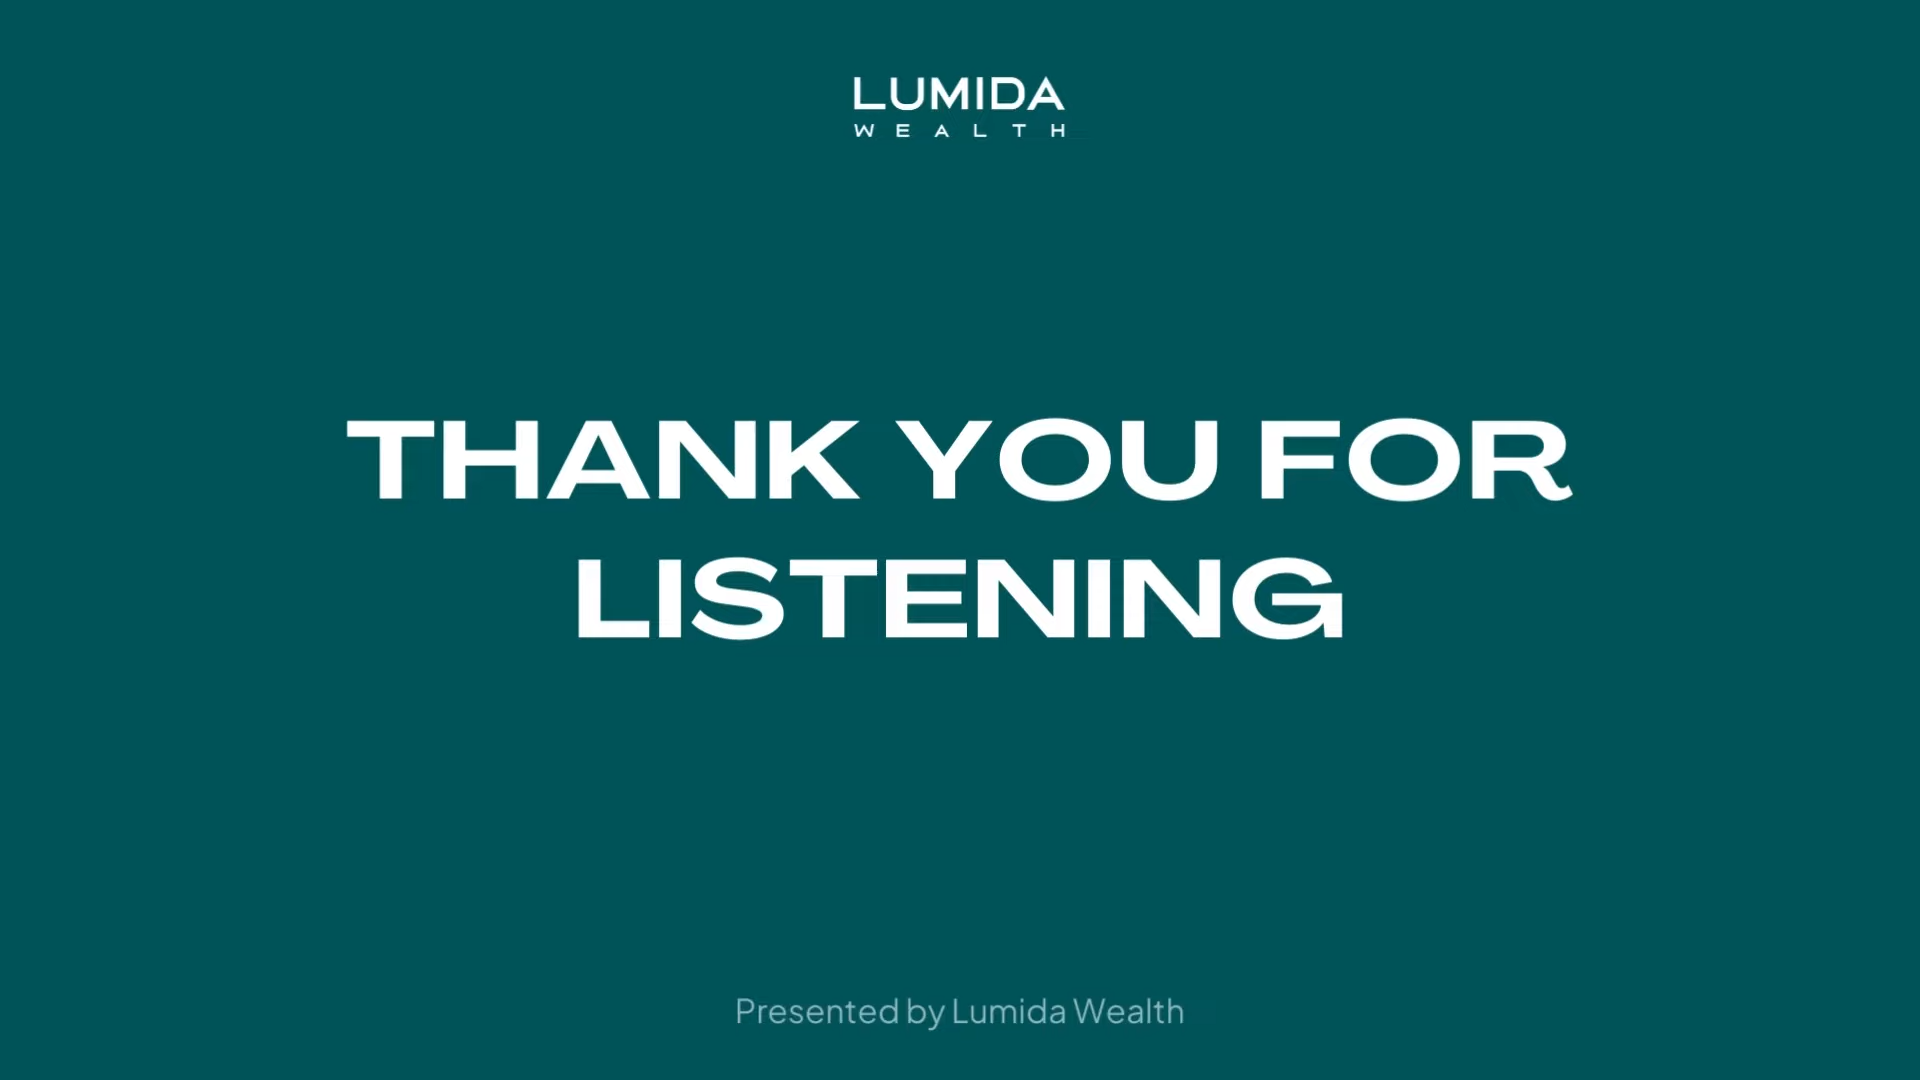 LUMIDA
WEALTH
THANK YOU FOR
LISTENING
Presented by Lumida Wealth